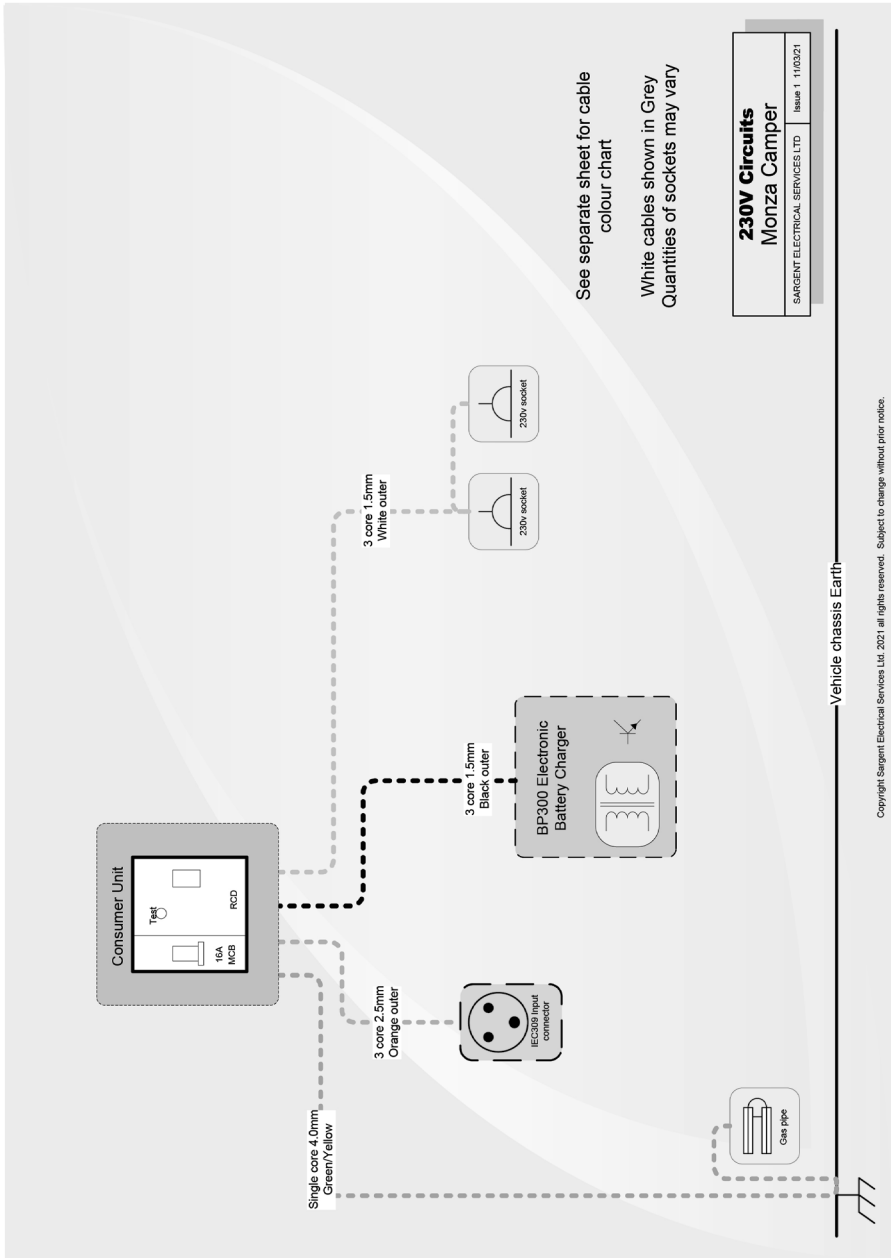 Consumer Unit
Test
16A
MCB
RCD
Single core 4.0mm
Green/Yellow
3 core 2.5mm
Orange outer
3 core 1.5mm
Black outer
3 core 1.5mm
White outer
IEC309 Input
connector
BP300 Electronic
Battery Charger
230v socket
230v socket
Gas pipe
Vehicle chassis Earth
See separate sheet for cable
colour chart
White cables shown in Grey
Quantities of sockets may vary
230V Circuits
Monza Camper
SARGENT ELECTRICAL SERVICES LTD
Issue 1 11/03/21
Copyright Sargent Electrical Services Ltd. 2021 all rights reserved. Subject to change without prior notice.